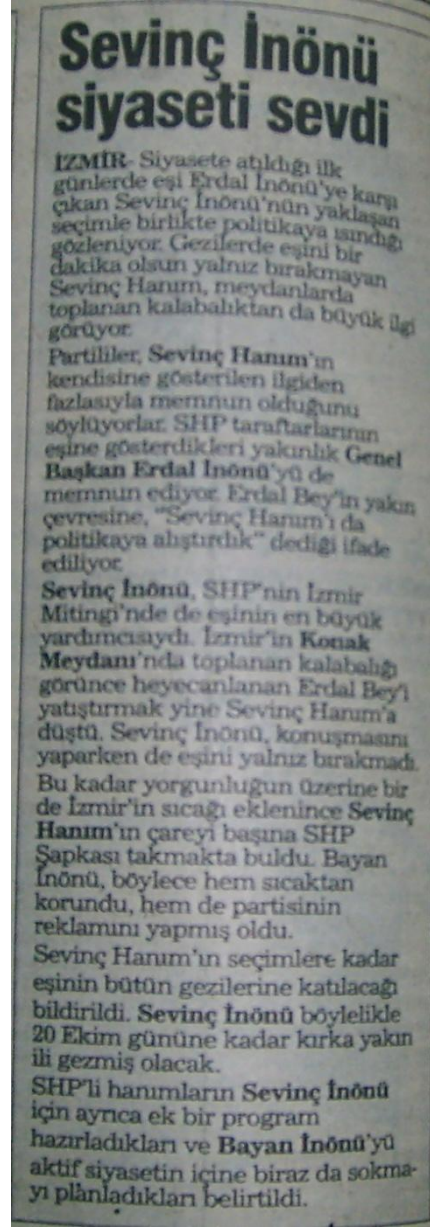 Sevinç İnönü
siyaseti sevdi
İZMİR- Siyasete atıldığı ilk
günlerde eşi Erdal İnönü'ye karşı
çıkan Sevinç İnönü'nün yaklaşan
seçimle birlikte politikaya ısındığı
gözleniyor. Gezilerde eşini bir
dakika olsun yalnız bırakmayan
Sevinç Hanım, meydanlarda
toplanan kalabalıktan da büyük ilgi
görüyor.
Partililer, Sevinç Hanım'ın
kendisine gösterilen ilgiden
fazlasıyla memnun olduğunu
söylüyorlar. SHP taraftarlarının
eşine gösterdikleri yakınlık Genel
Başkan Erdal İnönü'yü de
memnun ediyor. Erdal Bey'in yakın
çevresine, "Sevinç Hanım'ı da
politikaya alıştırdık" dediği ifade
ediliyor.
Sevinç İnönü, SHP'nin İzmir
Mitingi'nde de eşinin en büyük
yardımcısıydı. İzmir'in Konak
Meydanı'nda toplanan kalabalığı
görünce heyecanlanan Erdal Bey'i
yatıştırmak yine Sevinç Hanım'a
düştü. Sevinç İnönü, konuşmasını
yaparken de eşini yalnız bırakmadı.
Bu kadar yorgunluğun üzerine bir
de İzmir'in sıcağı eklenince Sevinç
Hanım'ın çareyi başına SHP
Şapkası takmakta buldu. Bayan
İnönü, böylece hem sıcaktan
korundu, hem de partisinin
reklamını yapmış oldu.
Sevinç Hanım'ın seçimlere kadar
eşinin bütün gezilerine katılacağı
bildirildi. Sevinç İnönü böylelikle
20 Ekim gününe kadar kırka yakın
ili gezmiş olacak.
SHP'li hanımların Sevinç İnönü
için ayrıca ek bir program
hazırladıkları ve Bayan İnönü'yü
aktif siyasetin içine biraz da sokma-
yı planladıkları belirtildi.